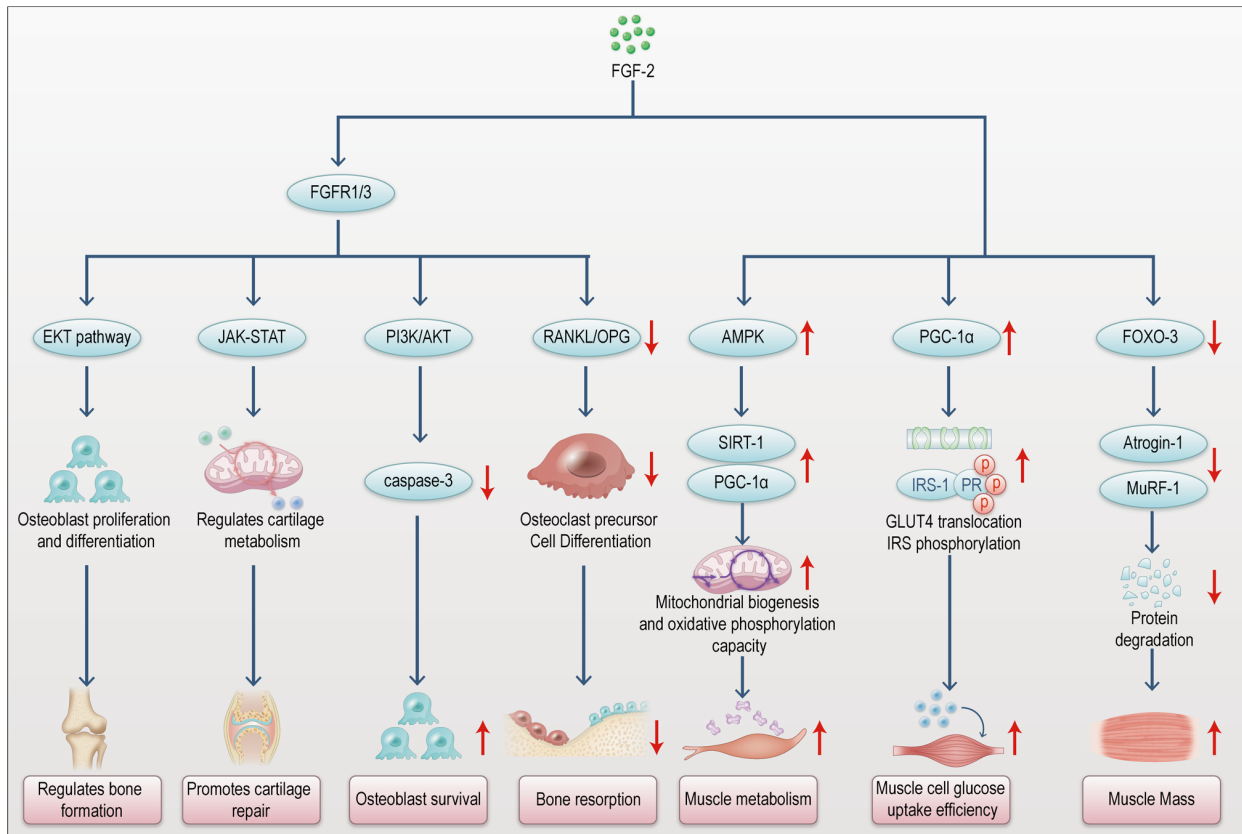 FGF-2
FGFR1/3
EKT pathway
JAK-STAT
PI3K/AKT
RANKL/OPG
AMPK
PGC-1α
FOXO-3
SIRT-1
PGC-1α
caspase-3
IRS-1
PR
p
p
p
Atrogin-1
MuRF-1
Osteoblast proliferation
and differentiation
Regulates cartilage
metabolism
Osteoclast precursor
Cell Differentiation
GLUT4 translocation
IRS phosphorylation
Mitochondrial biogenesis
and oxidative phosphorylation
capacity
Protein
degradation
Regulates bone
formation
Promotes cartilage
repair
Osteoblast survival
Bone resorption
Muscle metabolism
Muscle cell glucose
uptake efficiency
Muscle Mass